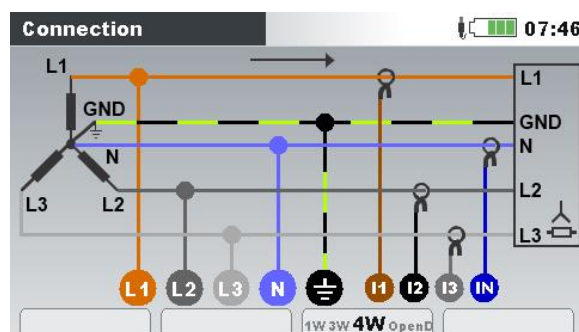 Connection 07:46
L1 L1
GND GND
N N
L3 L2 L2
L3
L1 L2 L3 N I1 I2 I3 IN
1W 3W 4W OpenD